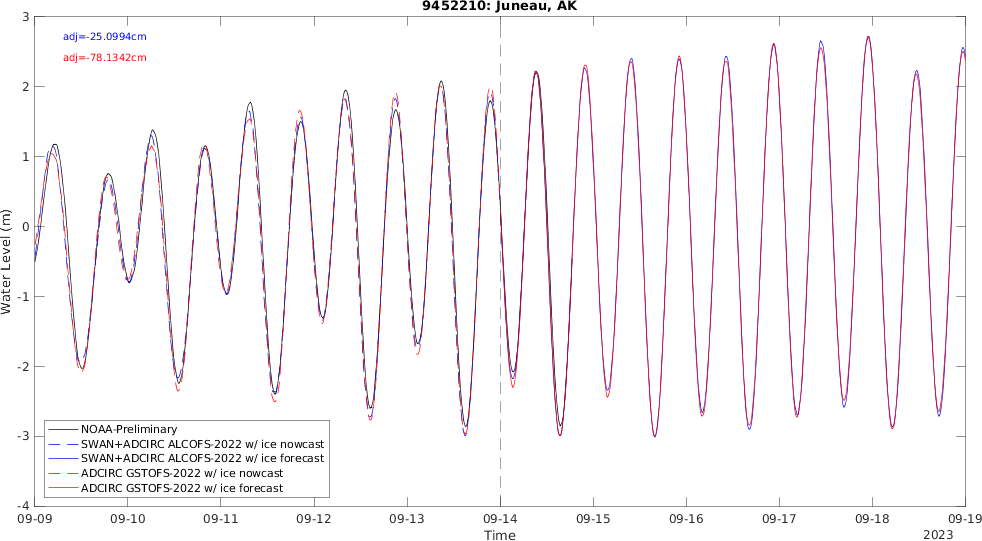 9452210: Juneau, AK
adj=-25.0994cm
adj=-78.1342cm
3
2
1
0
-1
-2
-3
-4
Water Level (m)
NOAA-Preliminary
SWAN+ADCIRC ALCOFS-2022 w/ ice nowcast
SWAN+ADCIRC ALCOFS-2022 w/ ice forecast
ADCIRC GSTOFS-2022 w/ ice nowcast
ADCIRC GSTOFS-2022 w/ ice forecast
09-09 09-10 09-11 09-12 09-13 09-14 09-15 09-16 09-17 09-18 09-19
Time
2023